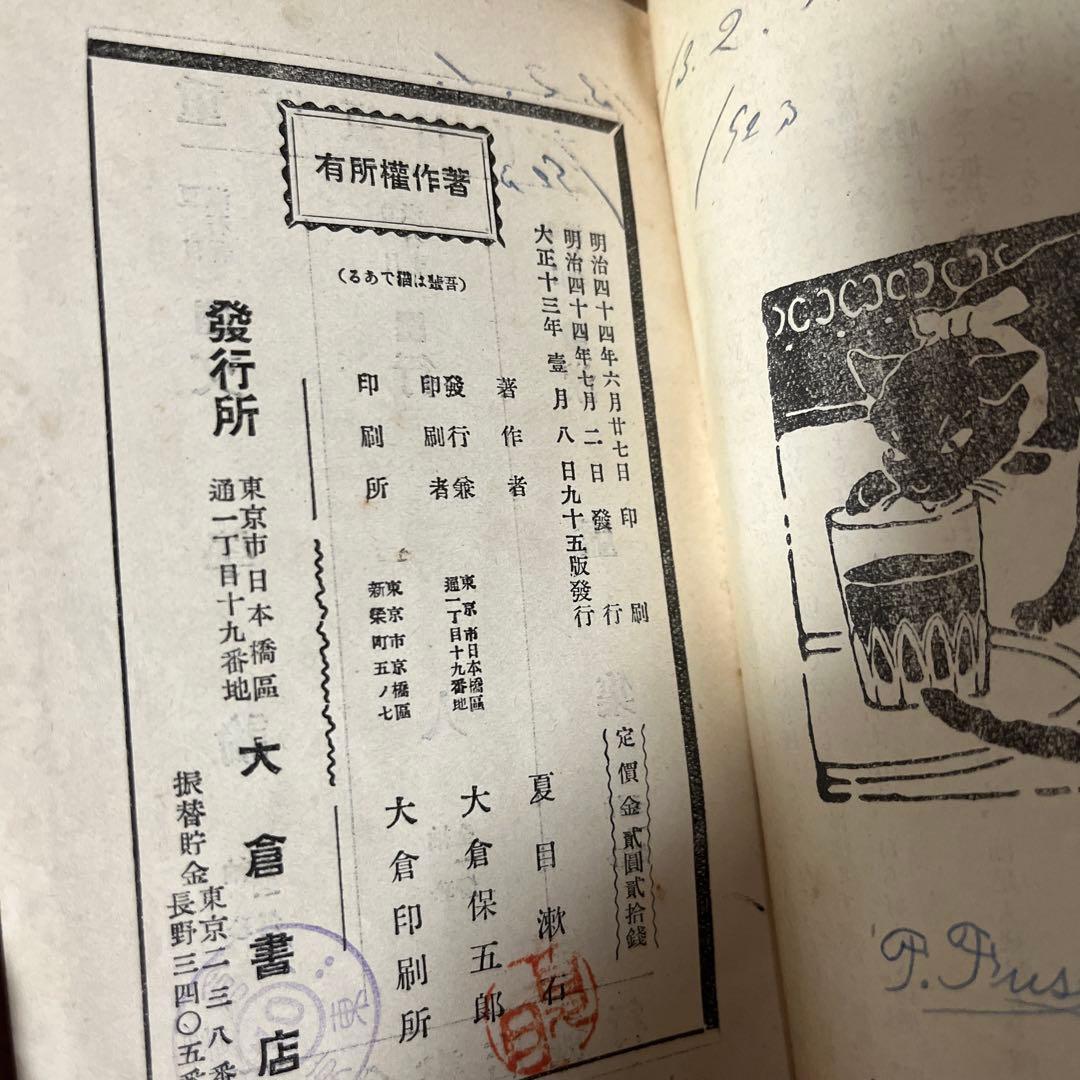 著作權所有
明治四十四年六月廿七日印刷
明治四十四年七月二日發行
大正十三年壹月八日九十五版發行
定價金貳圓貳拾錢
(吾輩は猫である)
著作者 夏目漱石
發行兼
印刷者
東京市日本橋區
通一丁目十九番地
大倉保五郎
印刷所
東京市京橋區
新榮町五ノ七
大倉印刷所
發行所
東京市日本橋區
通一丁目十九番地
大倉書店
振替貯金
東京二三八番
長野三四〇五番
13.2.